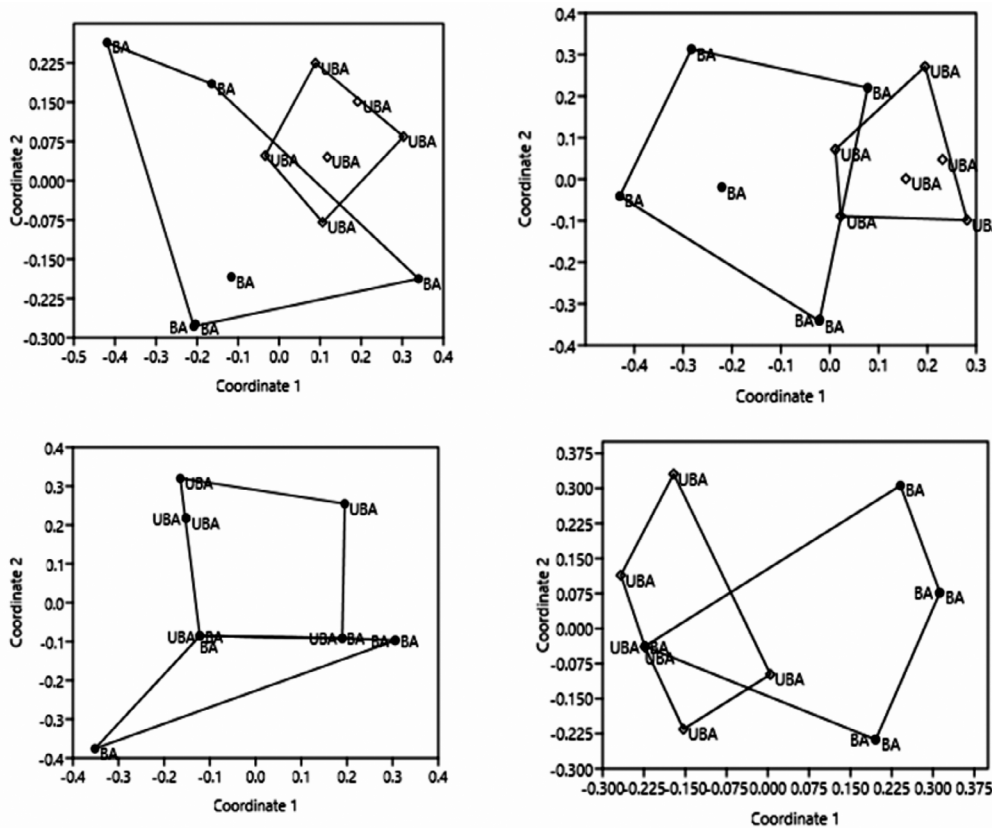 Coordinate 2
0.225
0.150
0.075
0.000
-0.075
-0.150
-0.225
-0.300
BA
UBA
BA
UBA
UBA
UBA
UBA
UBA
BA
BA
BA BA
-0.5 -0.4 -0.3 -0.2 -0.1 0.0 0.1 0.2 0.3 0.4
Coordinate 1
Coordinate 2
0.4
0.3
0.2
0.1
0.0
-0.1
-0.2
-0.3
-0.4
BA
UBA
BA
UBA
UBA
UBA
BA
BA
UBA
UBA
BA BA
-0.4 -0.3 -0.2 -0.1 0.0 0.1 0.2 0.3
Coordinate 1
Coordinate 2
0.4
0.3
0.2
0.1
0.0
-0.1
-0.2
-0.3
-0.4
UBA
UBA
UBA UBA
UBA BA
BA
UBA BA
BA BA
BA
-0.4 -0.3 -0.2 -0.1 0.0 0.1 0.2 0.3 0.4
Coordinate 1
Coordinate 2
0.375
0.300
0.225
0.150
0.075
0.000
-0.075
-0.150
-0.225
-0.300
UBA
BA
UBA
BA BA
UBA BA
UBA
UBA
UBA
BA BA
-0.300 -0.225 -0.150 -0.075 0.000 0.075 0.150 0.225 0.300 0.375
Coordinate 1